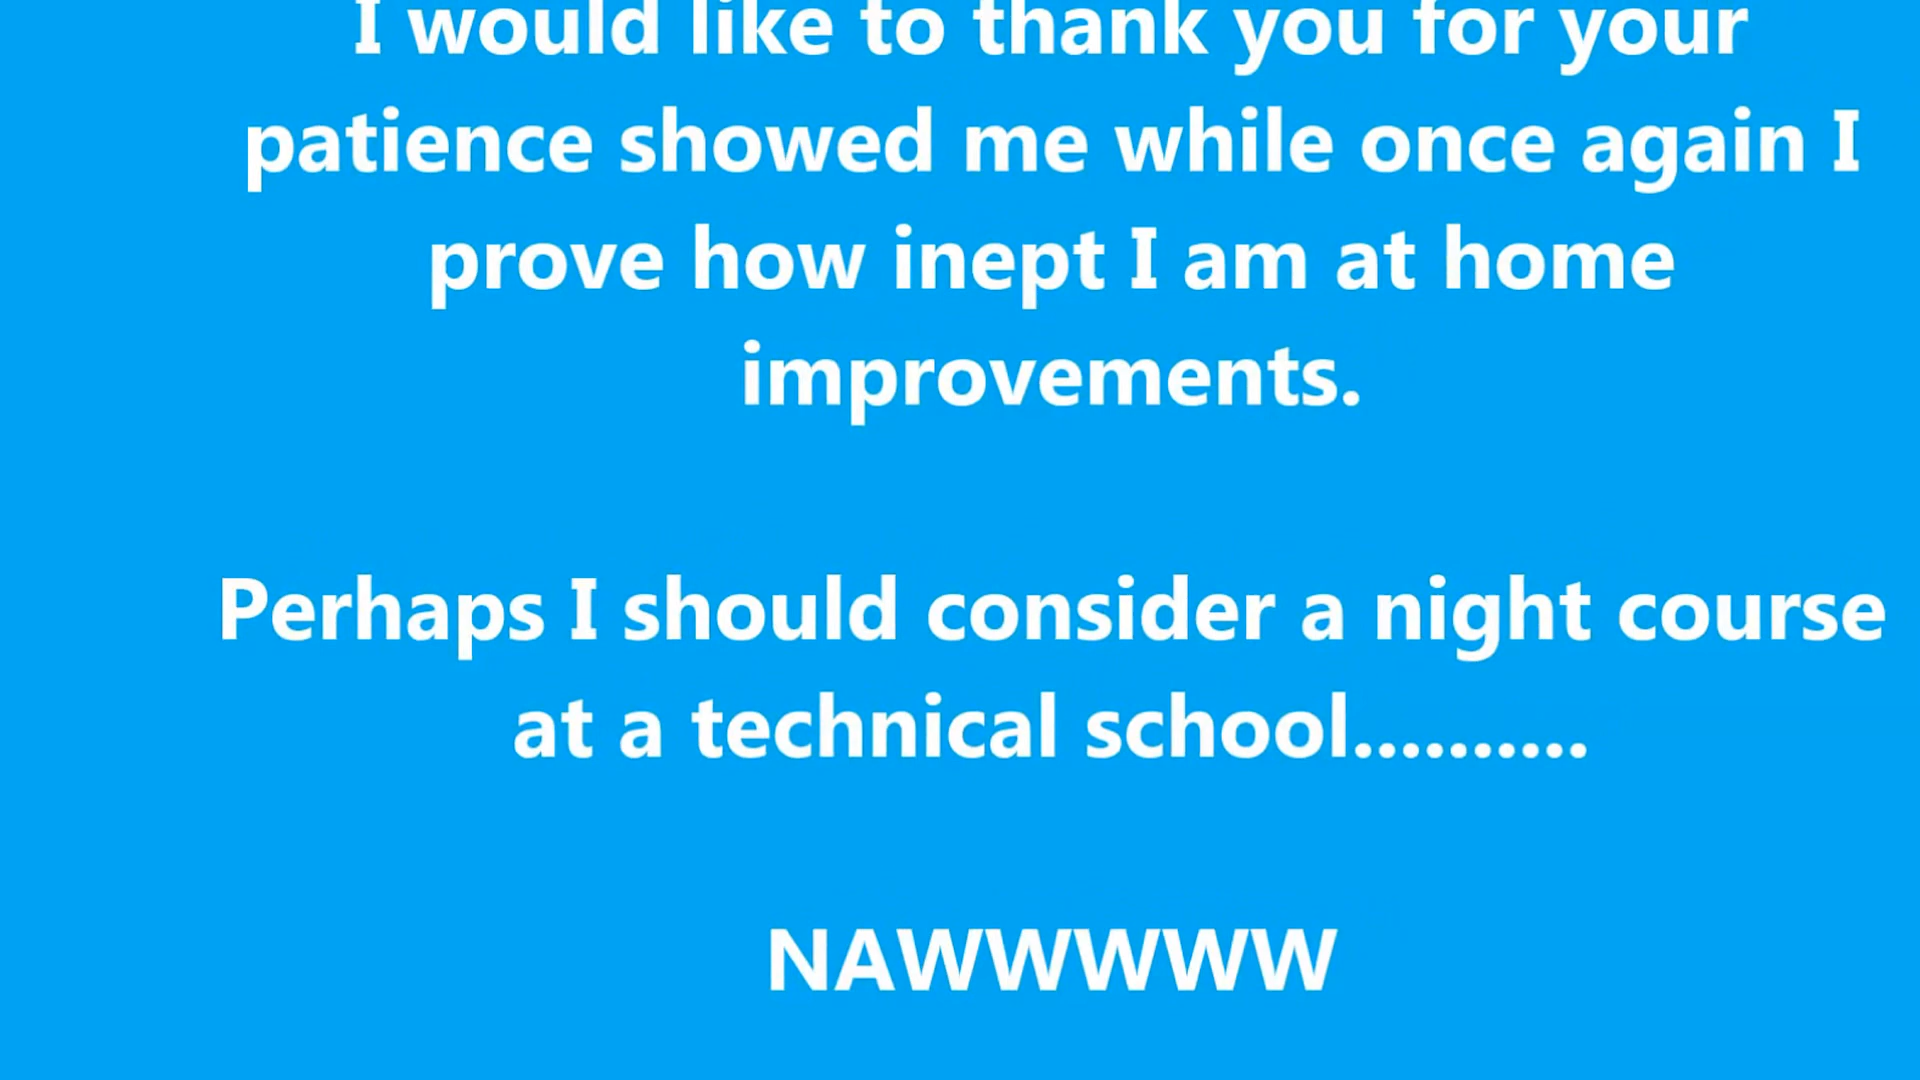 I would like to thank you for your
patience showed me while once again I
prove how inept I am at home
improvements.
Perhaps I should consider a night course
at a technical school..........
NAWWWWW